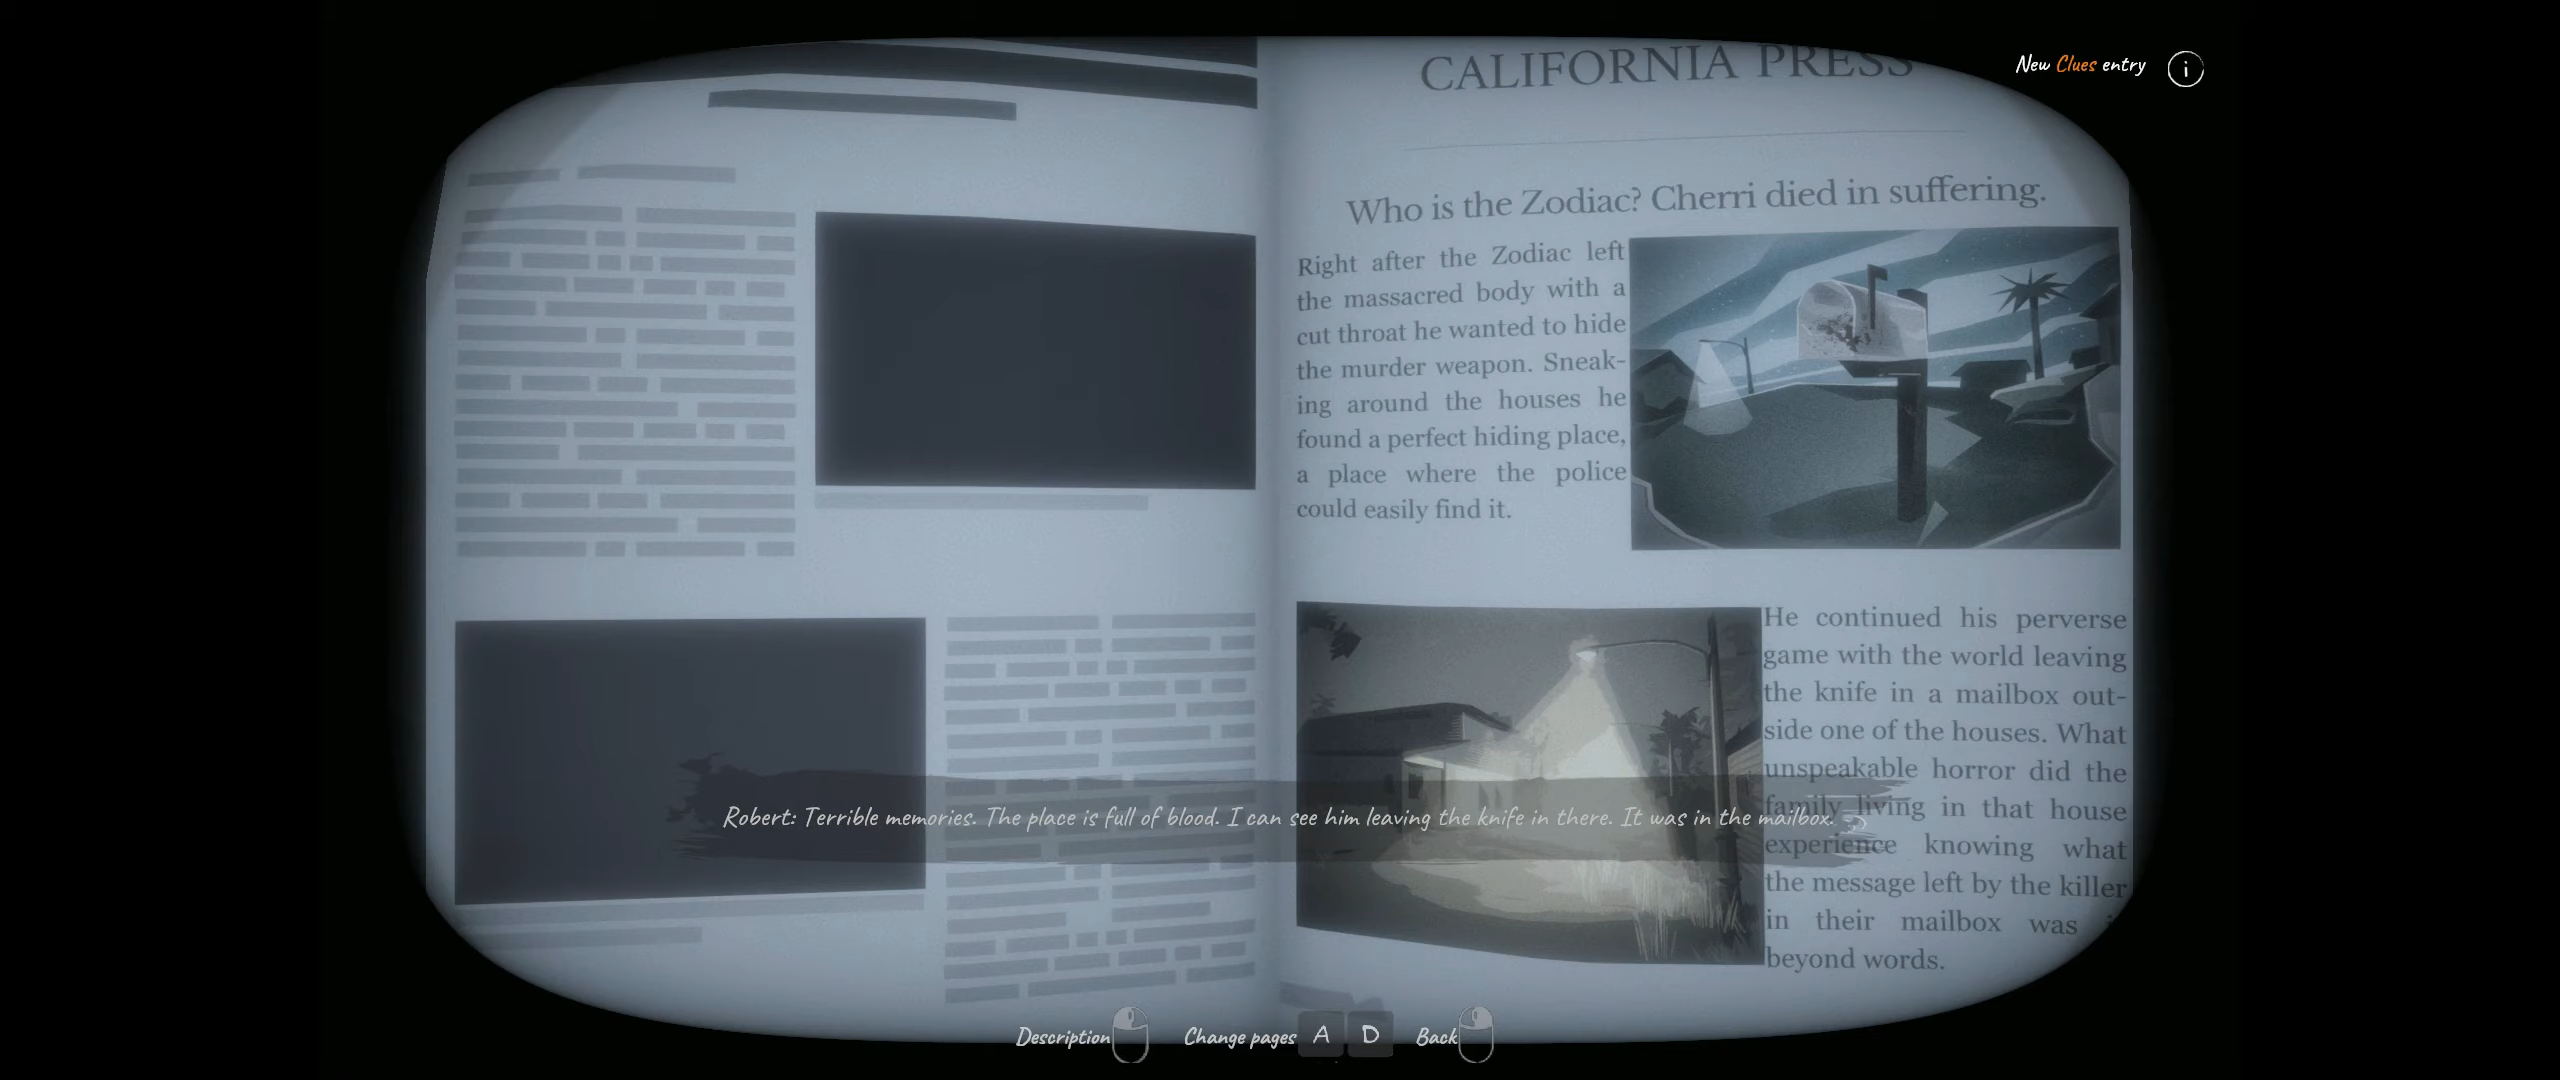 New Clues entry
i
CALIFORNIA PRESS
Who is the Zodiac? Cherri died in suffering.
Right after the Zodiac left
the massacred body with a
cut throat he wanted to hide
the murder weapon. Sneak-
ing around the houses he
found a perfect hiding place,
a place where the police
could easily find it.
He continued his perverse
game with the world leaving
the knife in a mailbox out-
side one of the houses. What
unspeakable horror did the
family living in that house
experience knowing what
the message left by the killer
in their mailbox was
beyond words.
Robert: Terrible memories. The place is full of blood. I can see him leaving the knife in there. It was in the mailbox.
Description Change pages A D Back